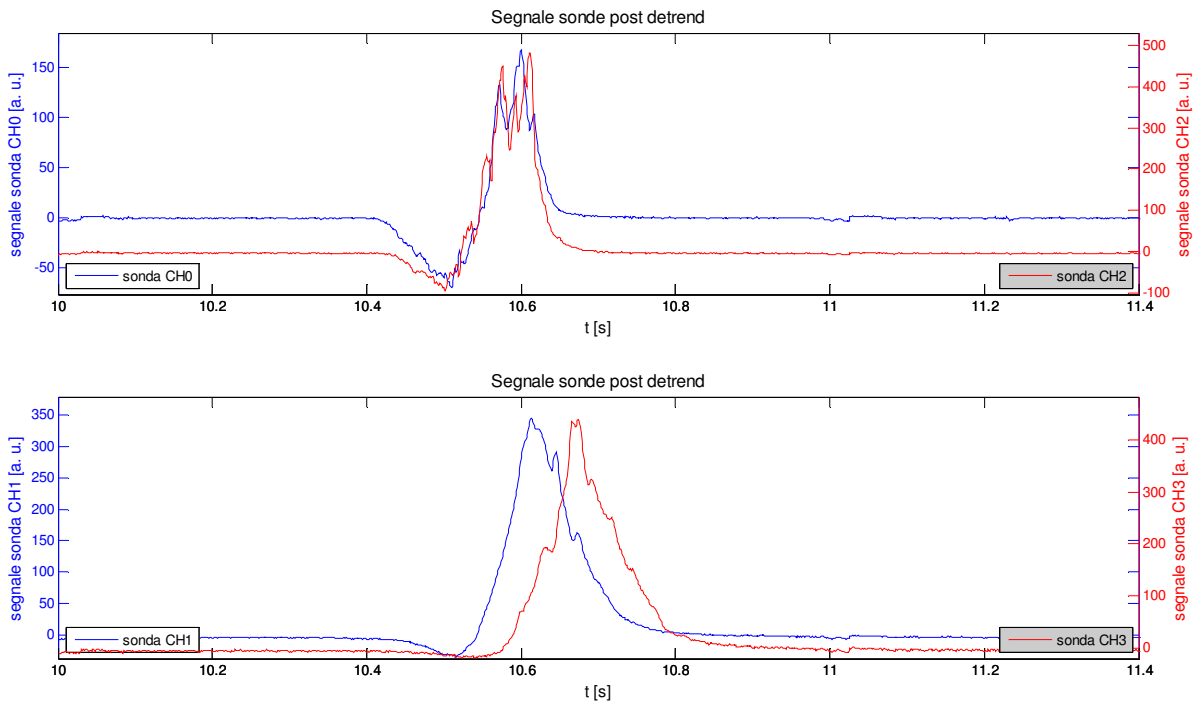 Segnale sonde post detrend
segnale sonda CH0 [a. u.]
150
100
50
0
-50
500
400
300
200
100
0
-100
segnale sonda CH2 [a. u.]
sonda CH0
sonda CH2
10 10.2 10.4 10.6 10.8 11 11.2 11.4
t [s]
Segnale sonde post detrend
segnale sonda CH1 [a. u.]
350
300
250
200
150
100
50
0
400
300
200
100
0
segnale sonda CH3 [a. u.]
sonda CH1
sonda CH3
10 10.2 10.4 10.6 10.8 11 11.2 11.4
t [s]